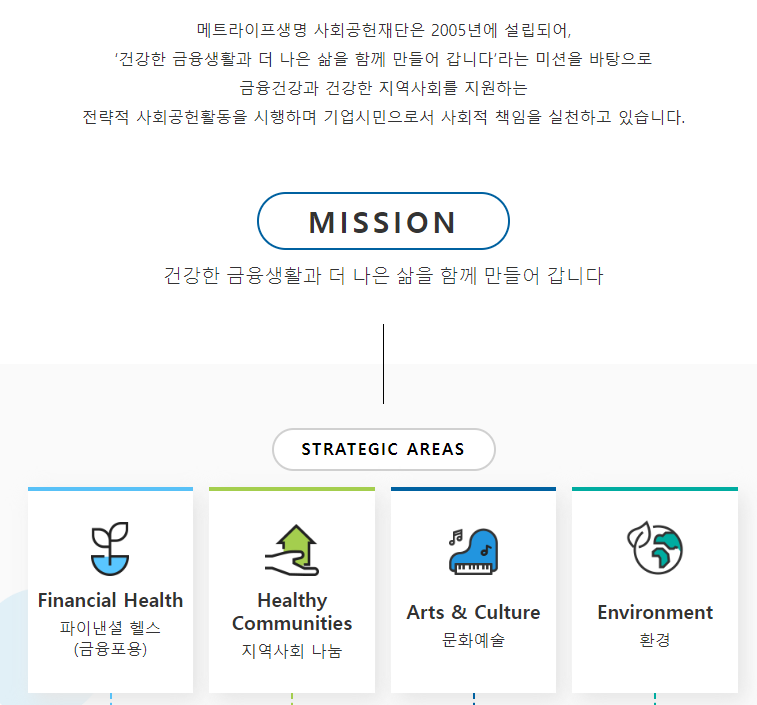 메트라이프생명 사회공헌재단은 2005년에 설립되어,
‘건강한 금융생활과 더 나은 삶을 함께 만들어 갑니다’라는 미션을 바탕으로
금융건강과 건강한 지역사회를 지원하는
전략적 사회공헌활동을 시행하며 기업시민으로서 사회적 책임을 실천하고 있습니다.
MISSION
건강한 금융생활과 더 나은 삶을 함께 만들어 갑니다
STRATEGIC AREAS
Financial Health
파이낸셜 헬스
(금융포용)
Healthy
Communities
지역사회 나눔
Arts & Culture
문화예술
Environment
환경